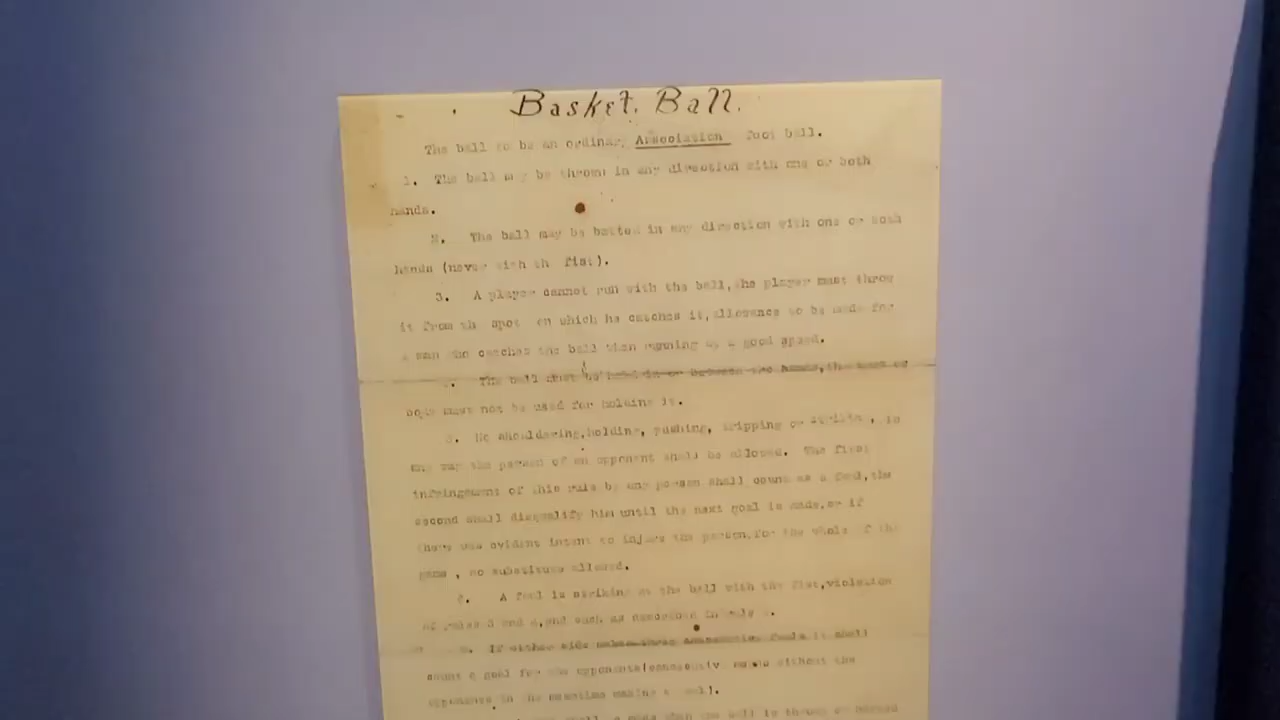 Basket Ball.
The ball to be an ordinary Association foot ball.
1. The ball may be thrown in any direction with one or both
hands.
2. The ball may be batted in any direction with one or both
hands (never with th fist).
3. A player cannot run with the ball, the player must throw
it from th spot on which he catches it, allowance to be made for
a man who catches the ball when running at a good speed.
The ball must be held in or between the hands, the arms or
body must not be used for holding it.
5. No shouldering, holding, pushing, tripping or striking, in
any way the person of an opponent shall be allowed. The first
infringement of this rule by any person shall count as a foul, the
second shall disqualify him until the next goal is made, or if
there was evident intent to injure the person, for the whole of the
game, no substitute allowed.
6. A foul is striking at the ball with the fist, violation
of rules 3 and 4, and such as described in rule 5.
7. If either side makes three consecutive fouls it shall
count a goal for the opponents (consecutive means without the
opponents in the meantime making a foul).
shall made when the ball is thrown or batted